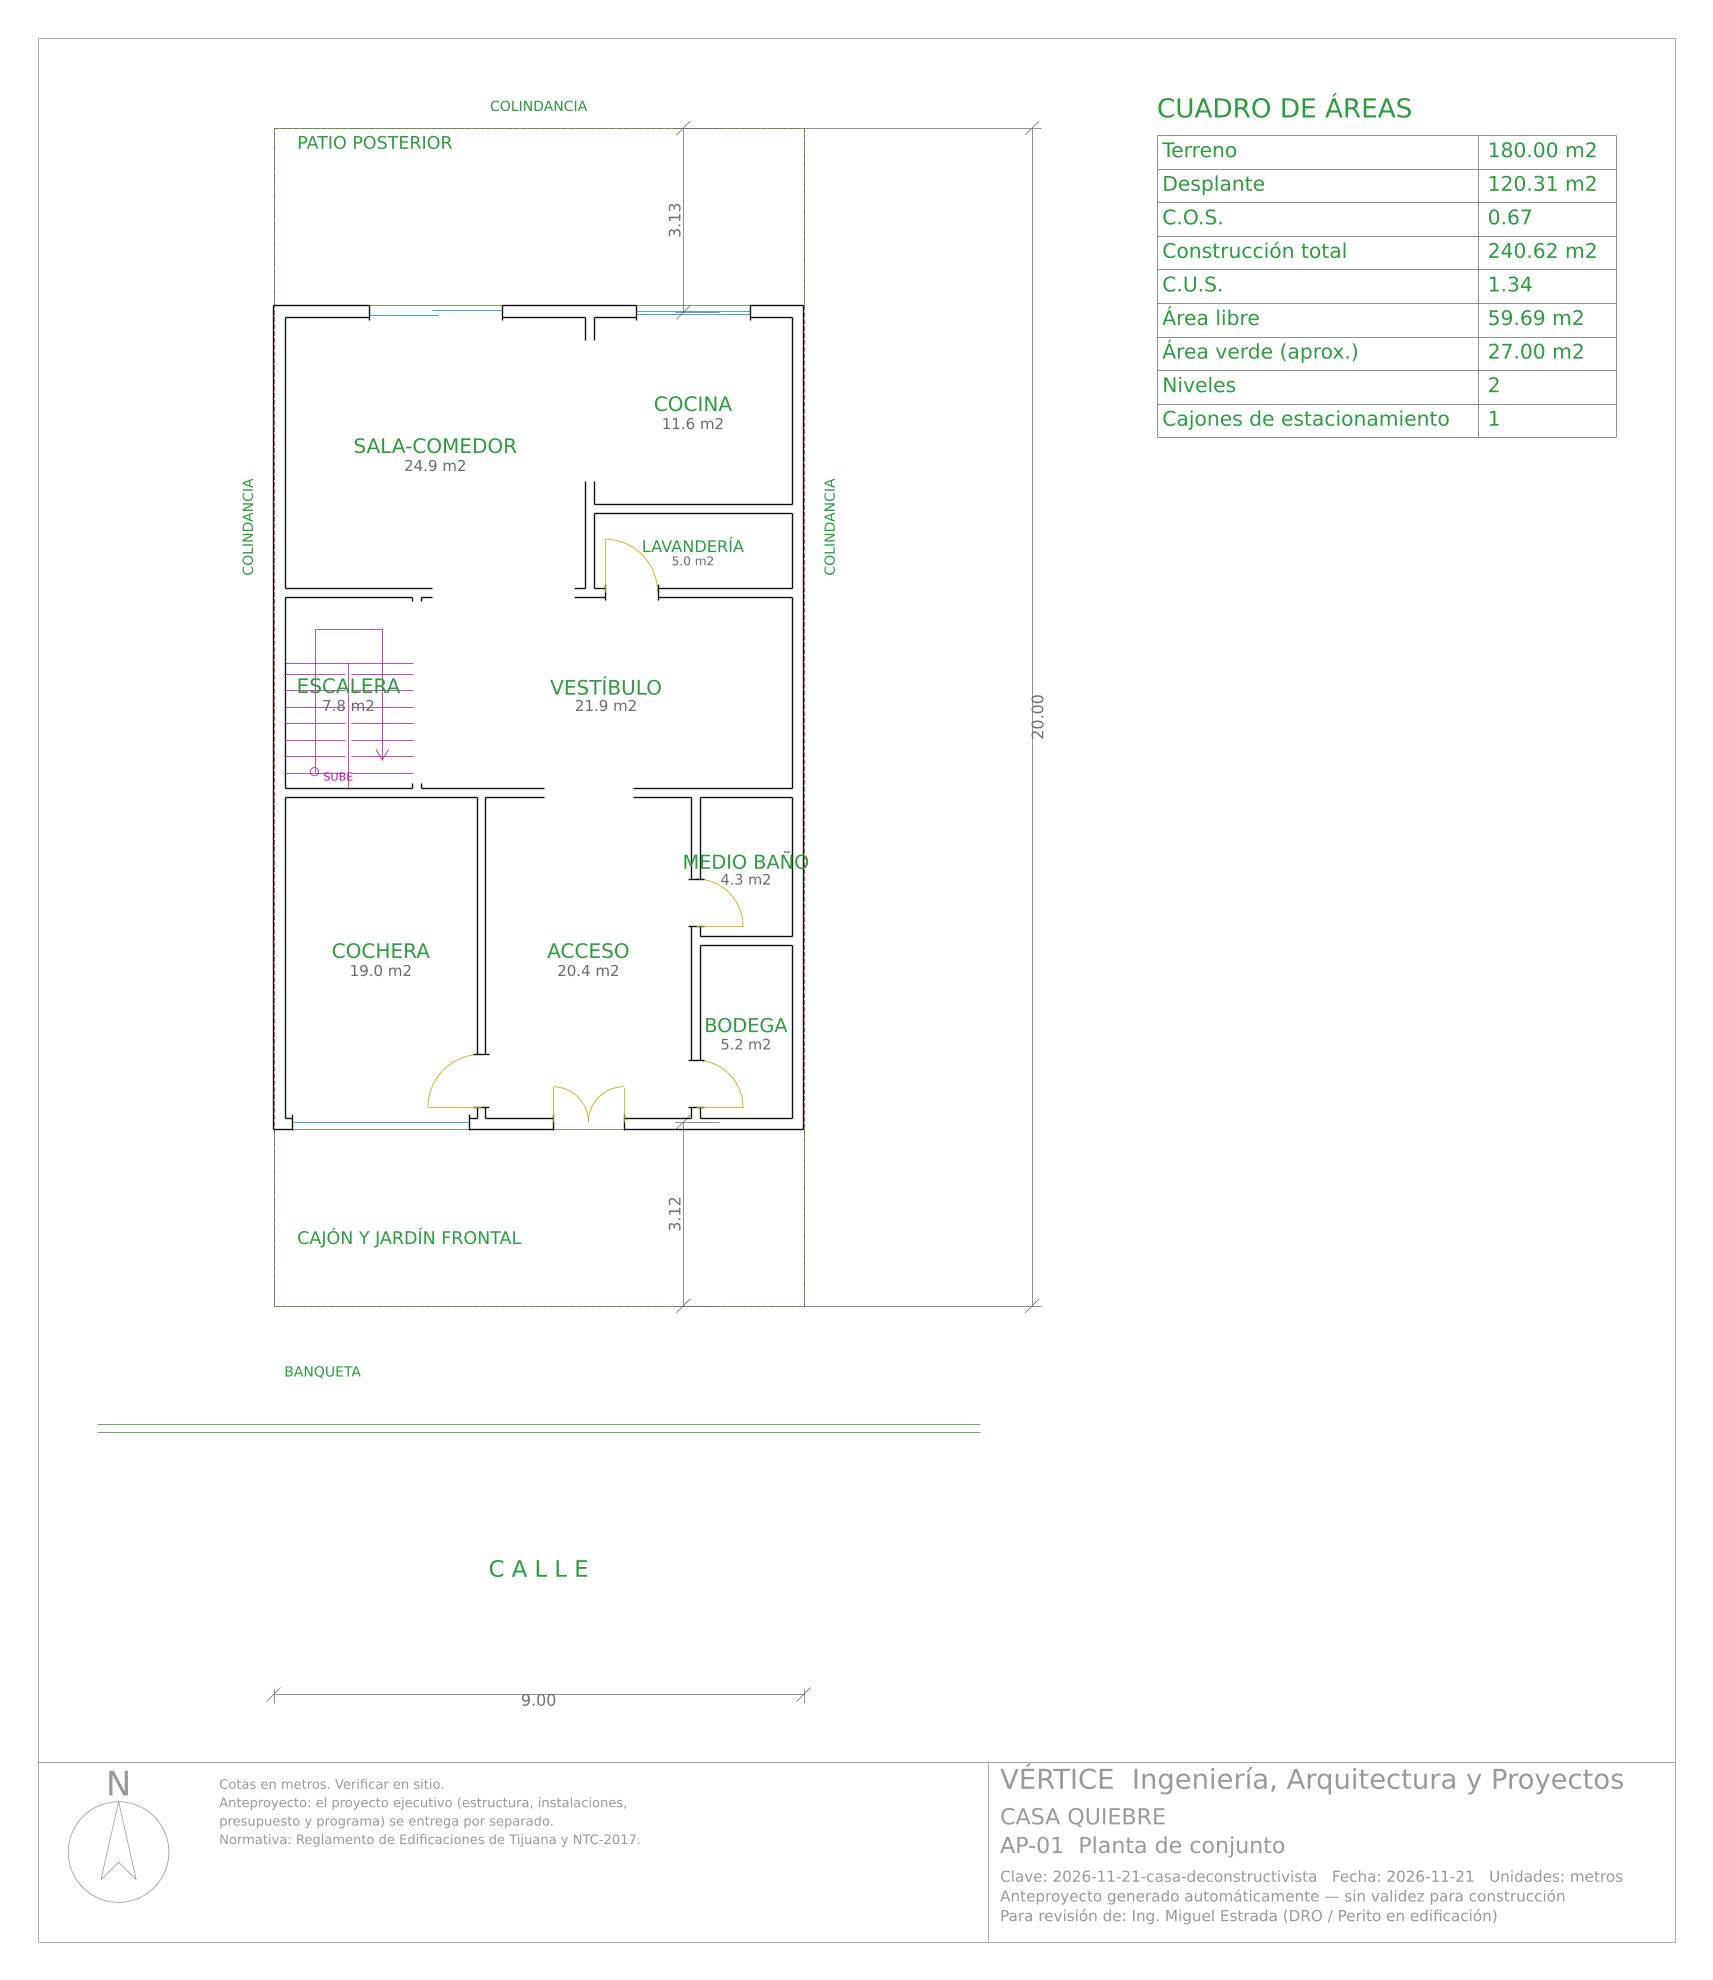 COLINDANCIA
PATIO POSTERIOR
3.13
COCINA
11.6 m2
SALA-COMEDOR
24.9 m2
COLINDANCIA
COLINDANCIA
LAVANDERÍA
5.0 m2
ESCALERA
7.8 m2
VESTÍBULO
21.9 m2
20.00
SUBE
MEDIO BAÑO
4.3 m2
COCHERA
19.0 m2
ACCESO
20.4 m2
BODEGA
5.2 m2
3.12
CAJÓN Y JARDÍN FRONTAL
BANQUETA
C A L L E
9.00
CUADRO DE ÁREAS
Terreno 180.00 m2
Desplante 120.31 m2
C.O.S. 0.67
Construcción total 240.62 m2
C.U.S. 1.34
Área libre 59.69 m2
Área verde (aprox.) 27.00 m2
Niveles 2
Cajones de estacionamiento 1
N
Cotas en metros. Verificar en sitio.
Anteproyecto: el proyecto ejecutivo (estructura, instalaciones,
presupuesto y programa) se entrega por separado.
Normativa: Reglamento de Edificaciones de Tijuana y NTC-2017.
VÉRTICE Ingeniería, Arquitectura y Proyectos
CASA QUIEBRE
AP-01 Planta de conjunto
Clave: 2026-11-21-casa-deconstructivista Fecha: 2026-11-21 Unidades: metros
Anteproyecto generado automáticamente — sin validez para construcción
Para revisión de: Ing. Miguel Estrada (DRO / Perito en edificación)